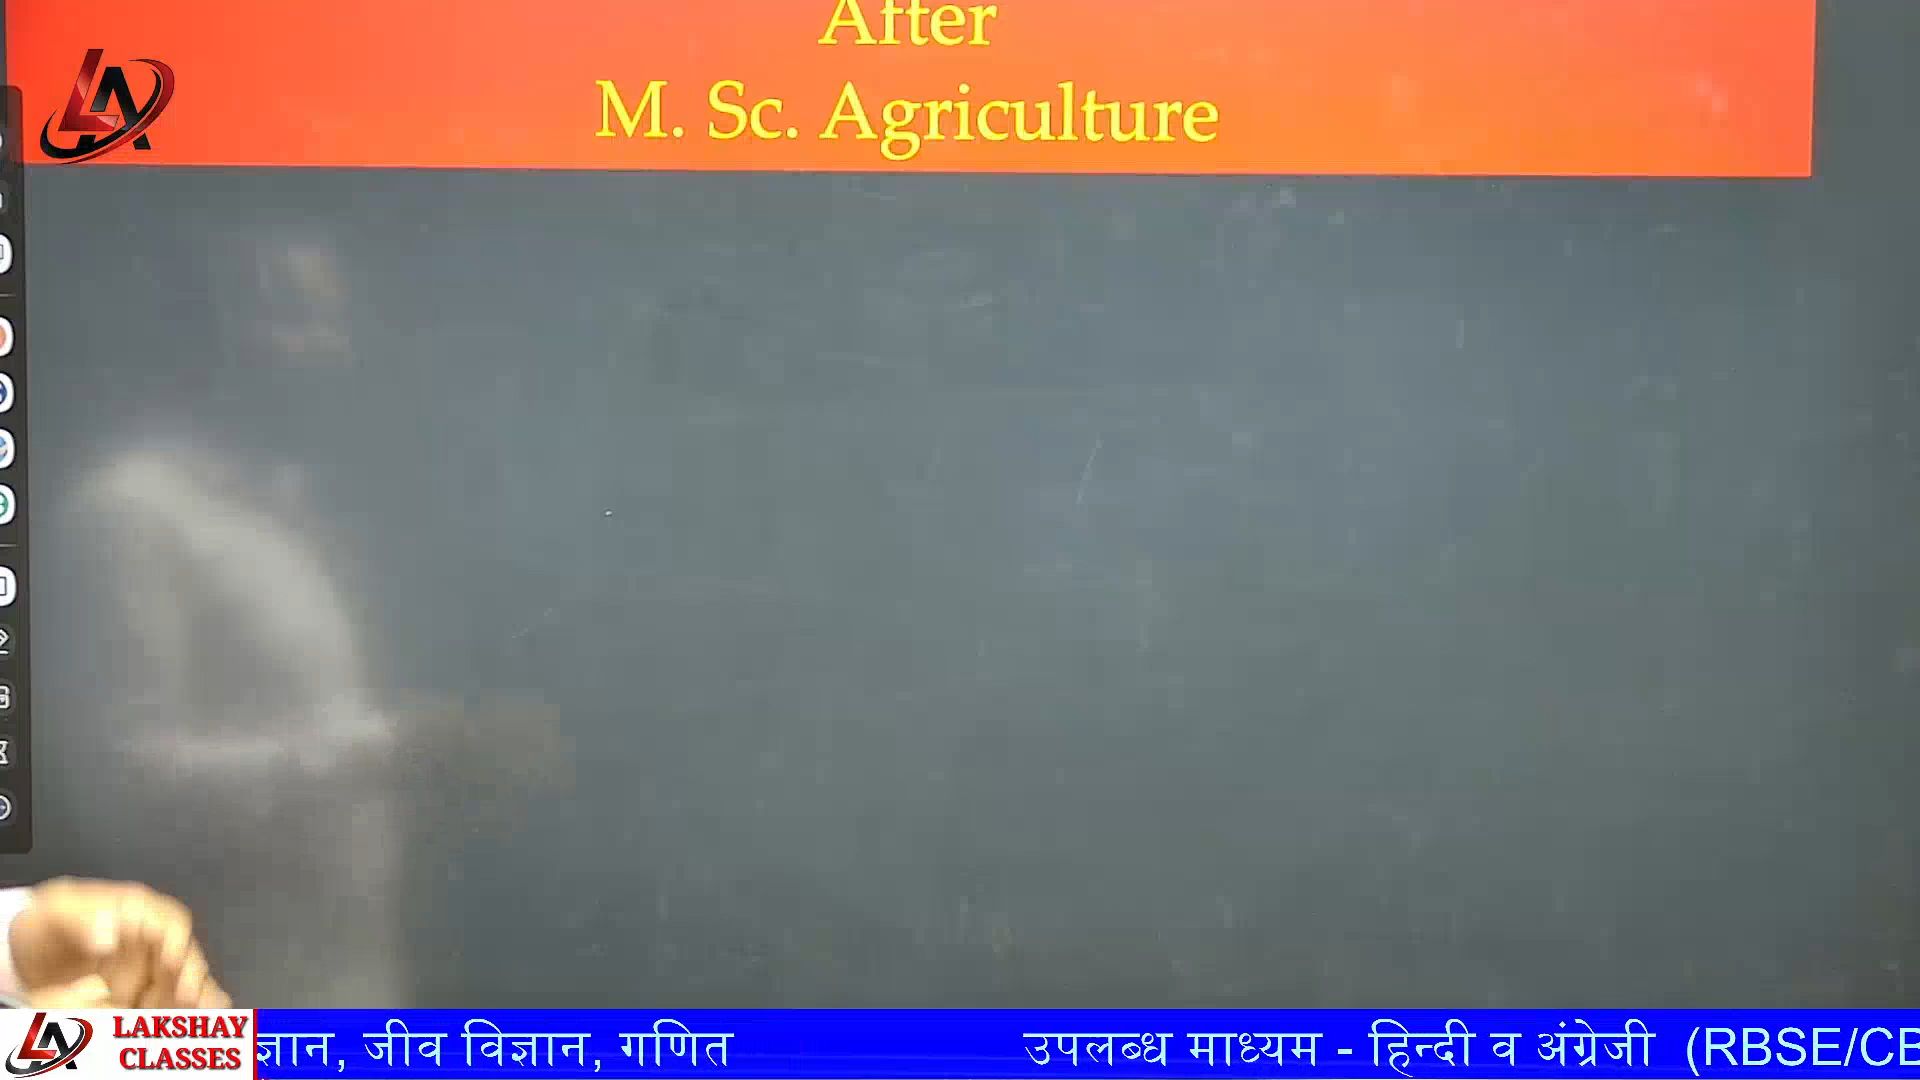 After
M. Sc. Agriculture
LAKSHAY
CLASSES
ज्ञान, जीव विज्ञान, गणित उपलब्ध माध्यम - हिन्दी व अंग्रेजी (RBSE/CB